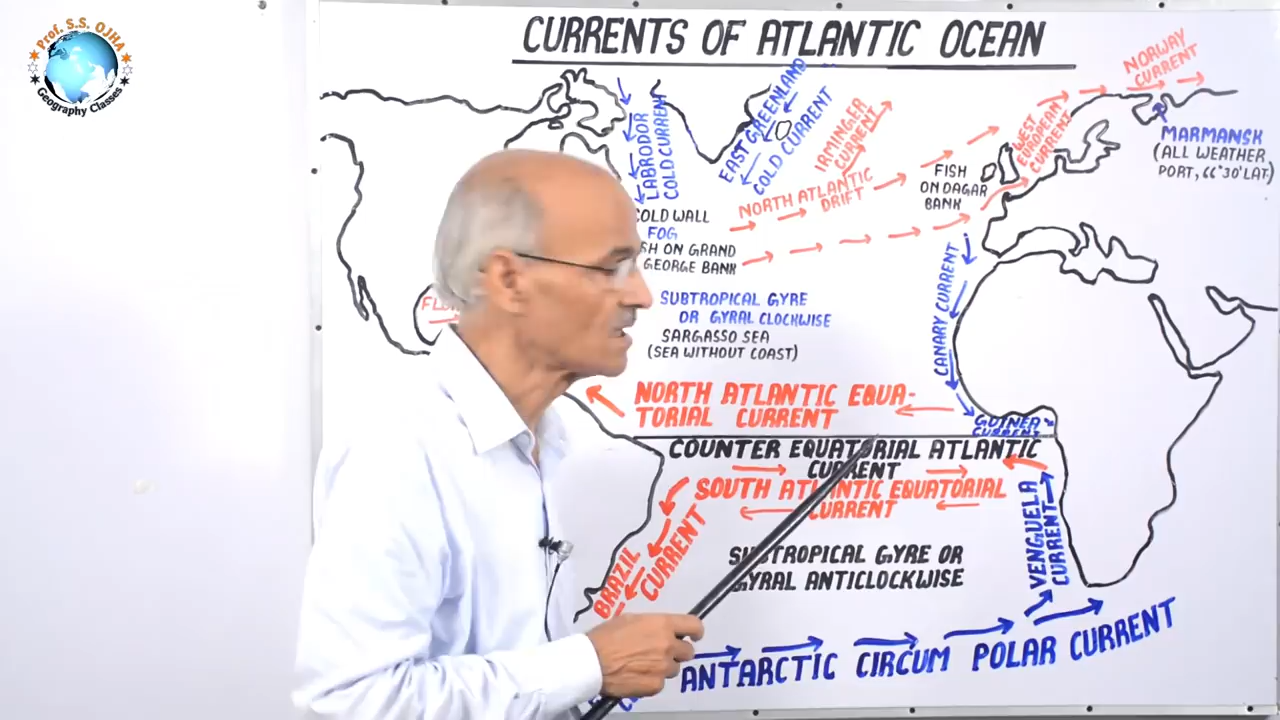 Prof. S.S. OJHA
Geography Classes
CURRENTS OF ATLANTIC OCEAN
NORWAY
CURRENT
EAST GREENLAND
COLD CURRENT
LABRODOR
COLD CURRENT
IRMINGER
CURRENT
WEST
EUROPEAN
CURRENT
MARMANSK
(ALL WEATHER
PORT, 66°30' LAT.)
FISH
ON DAGAR
BANK
NORTH ATLANTIC
DRIFT
COLD WALL
FOG
SH ON GRAND
GEORGE BANK
CANARY CURRENT
SUBTROPICAL GYRE
OR GYRAL CLOCKWISE
SARGASSO SEA
(SEA WITHOUT COAST)
FLO
NORTH ATLANTIC EQUA-
TORIAL CURRENT
GUINEA
CURRENT
COUNTER EQUATORIAL ATLANTIC
CURRENT
SOUTH ATLANTIC EQUATORIAL
CURRENT
BRAZIL
CURRENT
VENGUELA
CURRENT
SUBTROPICAL GYRE OR
GYRAL ANTICLOCKWISE
ANTARCTIC CIRCUM POLAR CURRENT